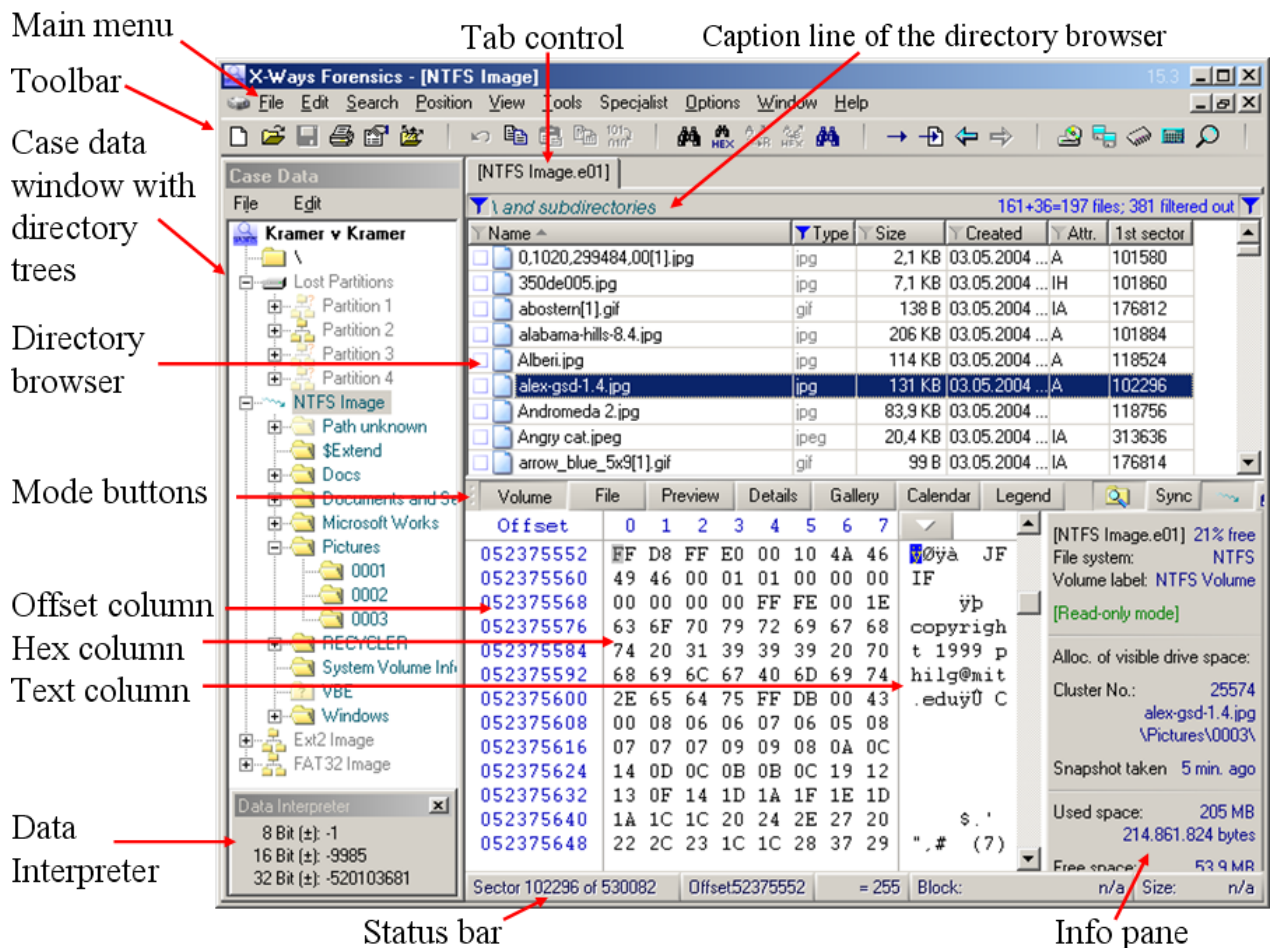 Main menu
Tab control
Caption line of the directory browser
Toolbar
Case data
window with
directory
trees
Directory
browser
Mode buttons
Offset column
Hex column
Text column
Data
Interpreter
Status bar
Info pane
X-Ways Forensics - [NTFS Image] 15.3
File Edit Search Position View Tools Specialist Options Window Help
Case Data
File Edit
Kramer v Kramer
\
Lost Partitions
Partition 1
Partition 2
Partition 3
Partition 4
NTFS Image
Path unknown
$Extend
Docs
Documents and Se
Microsoft Works
Pictures
0001
0002
0003
RECYCLER
System Volume Info
VBE
Windows
Ext2 Image
FAT32 Image
Data Interpreter
8 Bit (±): -1
16 Bit (±): -9985
32 Bit (±): -520103681
[NTFS Image.e01]
\ and subdirectories 161+36=197 files; 381 filtered out
Name Type Size Created Attr. 1st sector
0,1020,299484,00[1].jpg jpg 2,1 KB 03.05.2004 ... A 101580
350de005.jpg jpg 7,1 KB 03.05.2004 ... IH 101860
abostern[1].gif gif 138 B 03.05.2004 ... IA 176812
alabama-hills-8.4.jpg jpg 206 KB 03.05.2004 ... A 101884
Alberi.jpg jpg 114 KB 03.05.2004 ... A 118524
alex-gsd-1.4.jpg jpg 131 KB 03.05.2004 ... A 102296
Andromeda 2.jpg jpg 83,9 KB 03.05.2004 ... 118756
Angry cat.jpeg jpeg 20,4 KB 03.05.2004 ... IA 313636
arrow_blue_5x9[1].gif gif 99 B 03.05.2004 ... IA 176814
Volume File Preview Details Gallery Calendar Legend Sync
Offset 0 1 2 3 4 5 6 7
052375552 FF D8 FF E0 00 10 4A 46 ÿØÿà JF
052375560 49 46 00 01 01 00 00 00 IF
052375568 00 00 00 00 FF FE 00 1E ÿþ
052375576 63 6F 70 79 72 69 67 68 copyrigh
052375584 74 20 31 39 39 39 20 70 t 1999 p
052375592 68 69 6C 67 40 6D 69 74 hilg@mit
052375600 2E 65 64 75 FF DB 00 43 .eduÿÛ C
052375608 00 08 06 06 07 06 05 08
052375616 07 07 07 09 09 08 0A 0C
052375624 14 0D 0C 0B 0B 0C 19 12
052375632 13 0F 14 1D 1A 1F 1E 1D
052375640 1A 1C 1C 20 24 2E 27 20 $.'
052375648 22 2C 23 1C 1C 28 37 29 ",# (7)
[NTFS Image.e01] 21% free
File system: NTFS
Volume label: NTFS Volume
[Read-only mode]
Alloc. of visible drive space:
Cluster No.: 25574
alex-gsd-1.4.jpg
\Pictures\0003\
Snapshot taken 5 min. ago
Used space: 205 MB
214.861.824 bytes
Free space: 53,9 MB
Sector 102296 of 530082 Offset52375552 = 255 Block: n/a Size: n/a